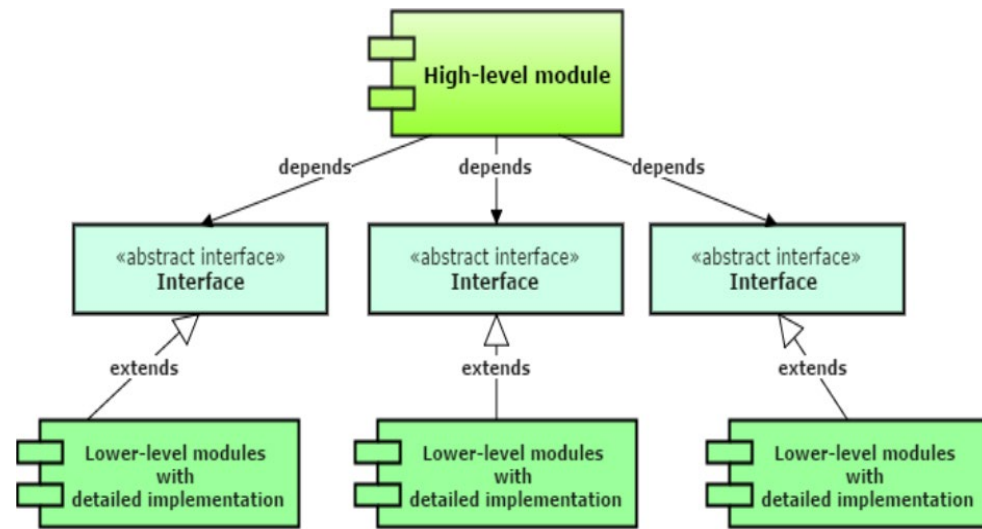 High-level module
depends
depends
depends
«abstract interface»
Interface
«abstract interface»
Interface
«abstract interface»
Interface
extends
extends
extends
Lower-level modules
with
detailed implementation
Lower-level modules
with
detailed implementation
Lower-level modules
with
detailed implementation